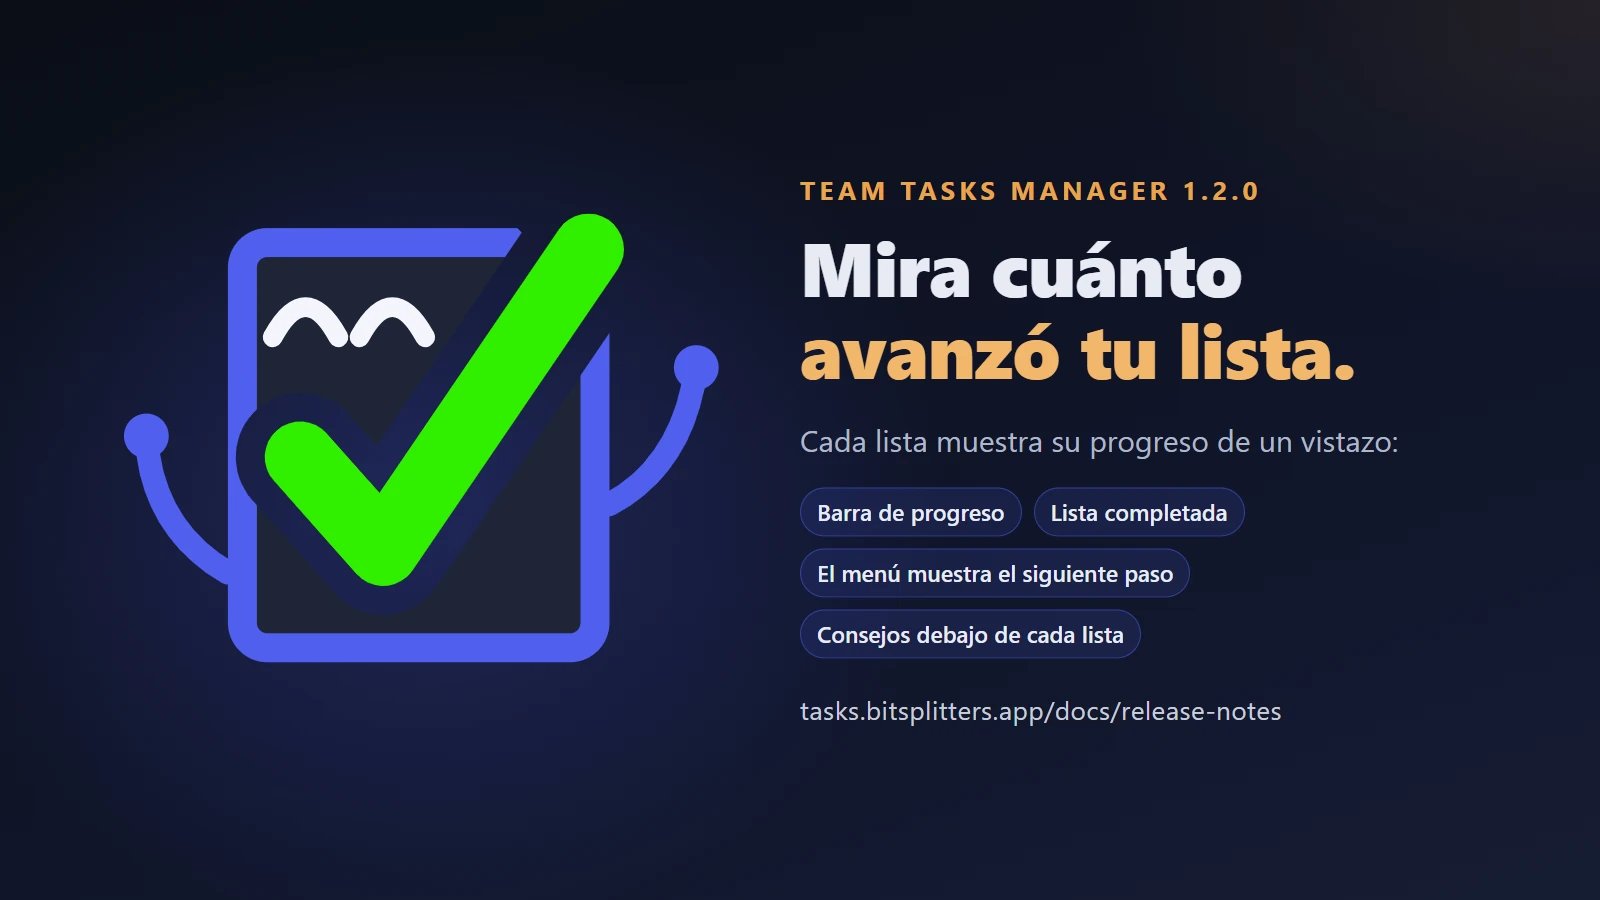 TEAM TASKS MANAGER 1.2.0
Mira cuánto
avanzó tu lista.
Cada lista muestra su progreso de un vistazo:
Barra de progreso
Lista completada
El menú muestra el siguiente paso
Consejos debajo de cada lista
tasks.bitsplitters.app/docs/release-notes